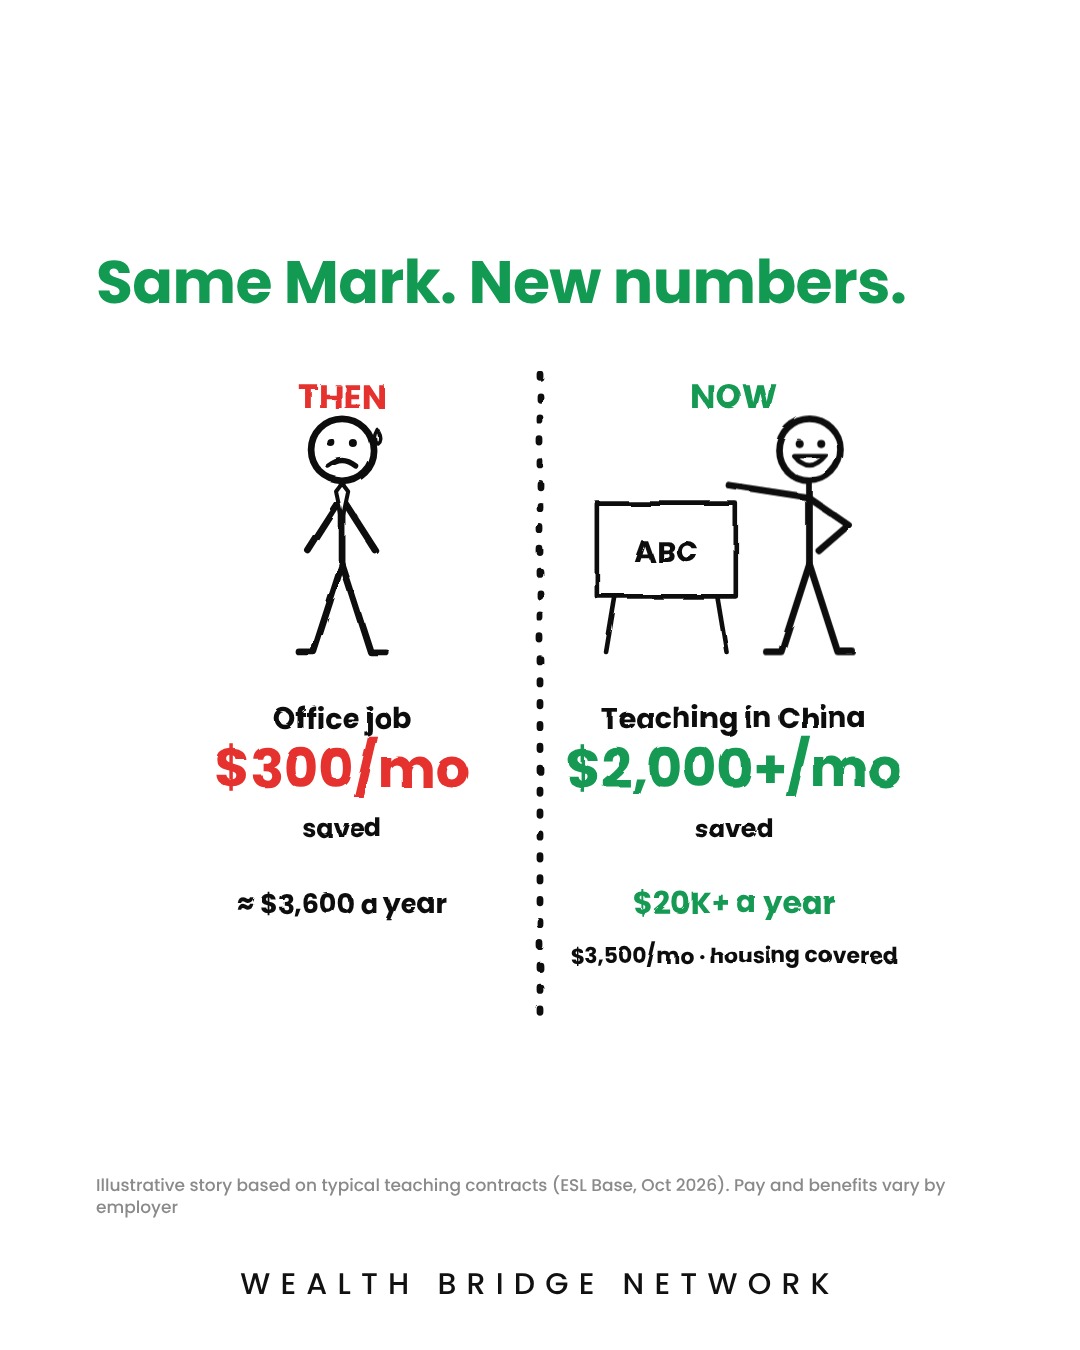 Same Mark. New numbers.
THEN
NOW
ABC
Office job
$300/mo
saved
≈ $3,600 a year
Teaching in China
$2,000+/mo
saved
$20K+ a year
$3,500/mo · housing covered
Illustrative story based on typical teaching contracts (ESL Base, Oct 2026). Pay and benefits vary by
employer
WEALTH BRIDGE NETWORK